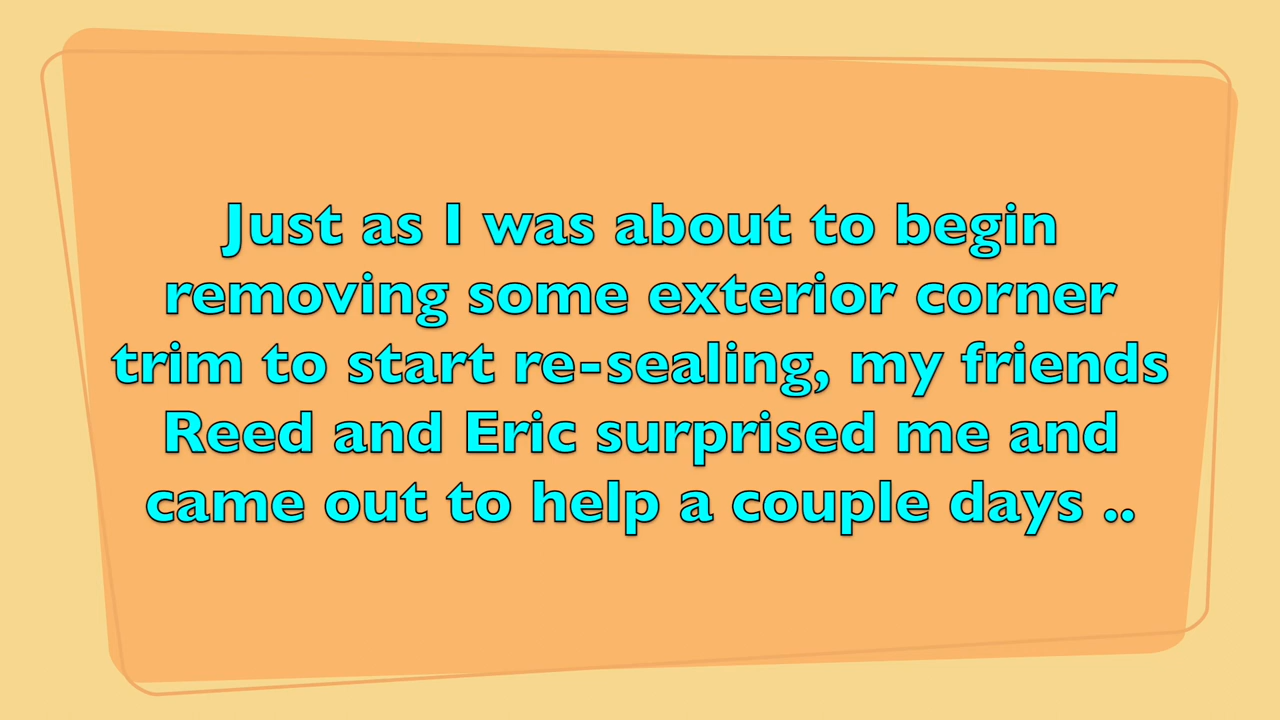 Just as I was about to begin
removing some exterior corner
trim to start re-sealing, my friends
Reed and Eric surprised me and
came out to help a couple days ..